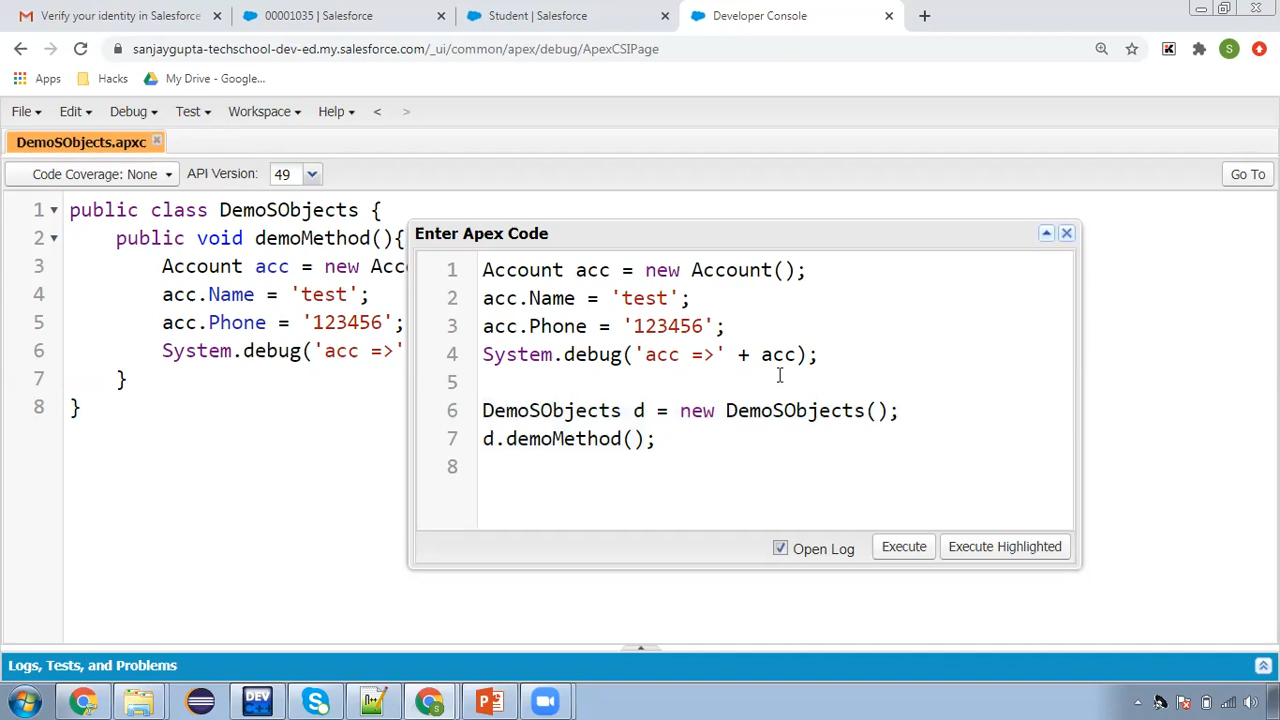 Verify your identity in Salesforce
00001035 | Salesforce
Student | Salesforce
Developer Console
sanjaygupta-techschool-dev-ed.my.salesforce.com/_ui/common/apex/debug/ApexCSIPage
S
Apps
Hacks
My Drive - Google...
File
Edit
Debug
Test
Workspace
Help
<
>
DemoSObjects.apxc
Code Coverage: None
API Version:
49
Go To
1 public class DemoSObjects {
2 public void demoMethod(){
3 Account acc = new Acc
4 acc.Name = 'test';
5 acc.Phone = '123456';
6 System.debug('acc =>'
7 }
8 }
Enter Apex Code
1 Account acc = new Account();
2 acc.Name = 'test';
3 acc.Phone = '123456';
4 System.debug('acc =>' + acc);
5
6 DemoSObjects d = new DemoSObjects();
7 d.demoMethod();
8
Open Log
Execute
Execute Highlighted
Logs, Tests, and Problems
DEV